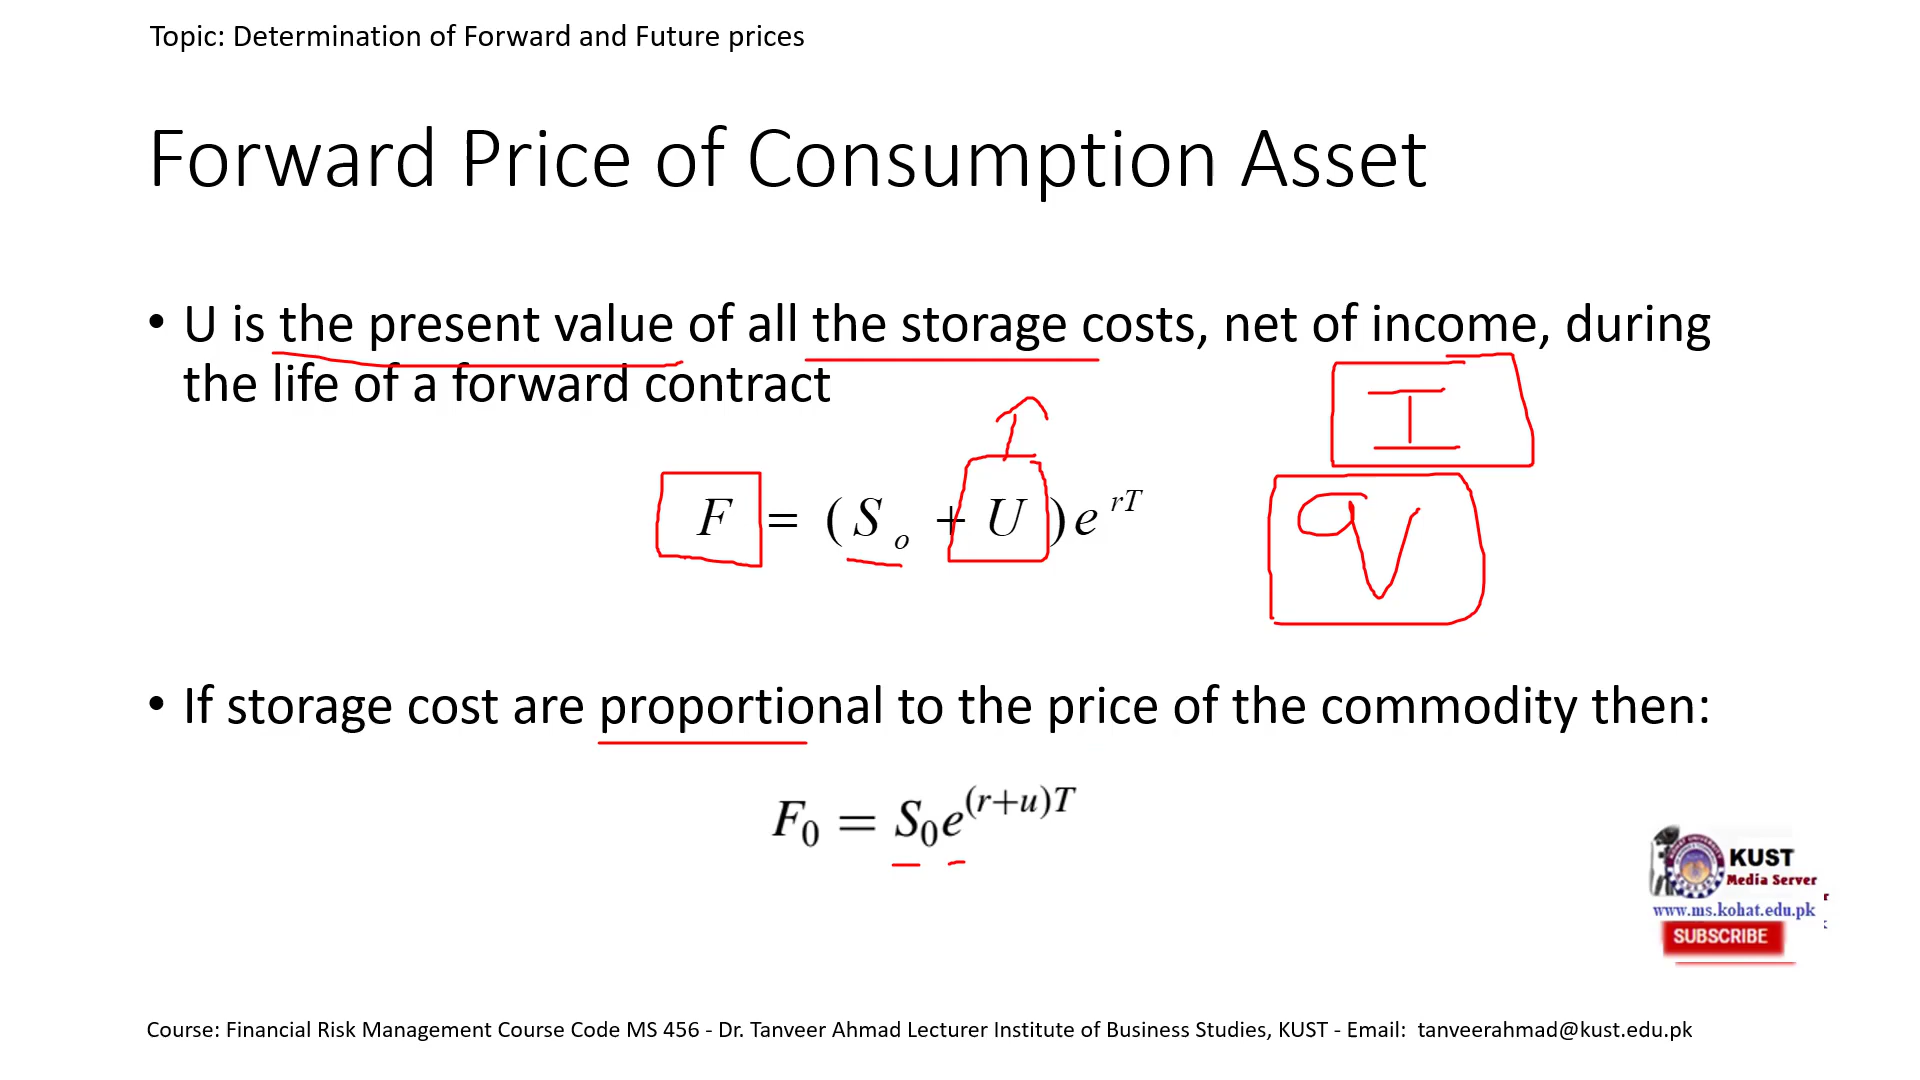 Topic: Determination of Forward and Future prices
Forward Price of Consumption Asset
• U is the present value of all the storage costs, net of income, during
the life of a forward contract
I
F = (S₀ + U)e^{rT}
• If storage cost are proportional to the price of the commodity then:
F₀ = S₀e^{(r+u)T}
KUST
Media Server
www.ms.kohat.edu.pk
SUBSCRIBE
Course: Financial Risk Management Course Code MS 456 - Dr. Tanveer Ahmad Lecturer Institute of Business Studies, KUST - Email: tanveerahmad@kust.edu.pk